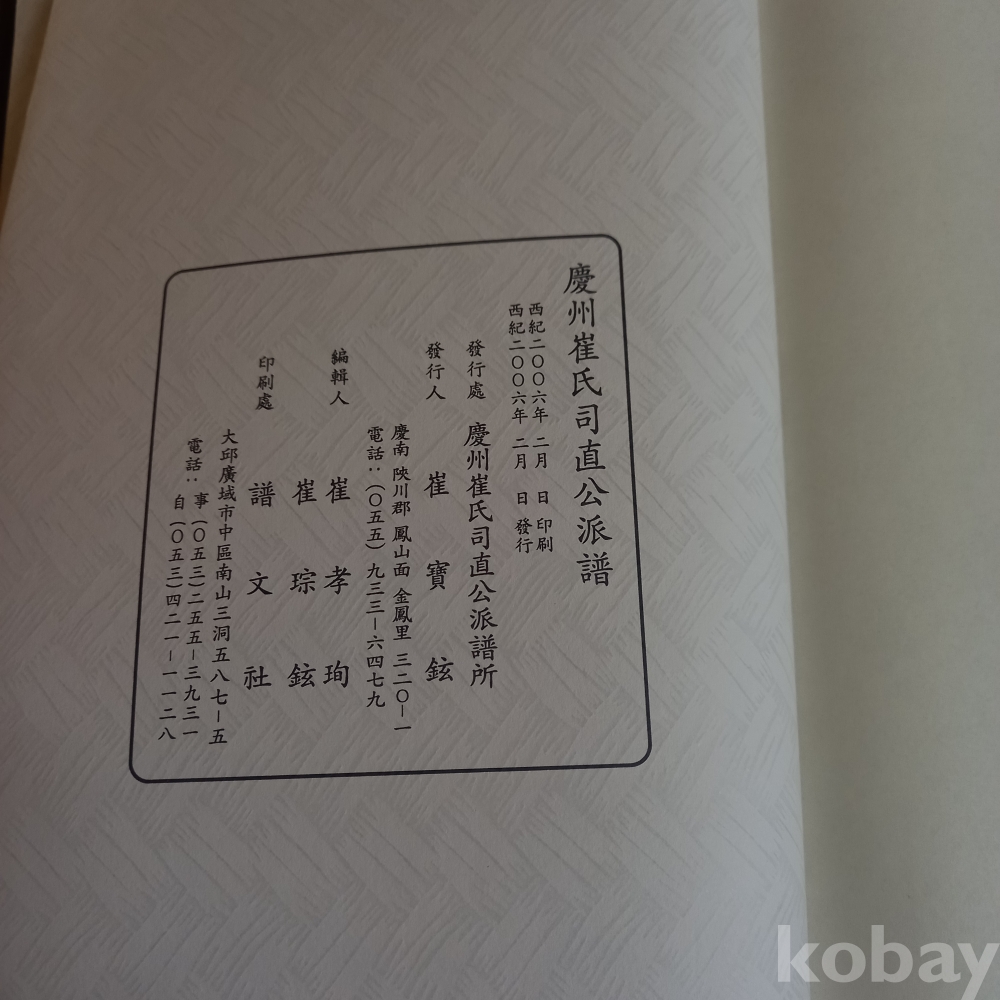 慶州崔氏司直公派譜
西紀二〇〇六年 二月 日 印刷
西紀二〇〇六年 二月 日 發行
發行處 慶州崔氏司直公派譜所
發行人 崔寶鉉
慶南 陜川郡 鳳山面 金鳳里 三二〇-一
電話:(〇五五)九三三-六四七九
編輯人 崔孝珣
崔琮鉉
印刷處 譜文社
大邱廣域市中區南山三洞五八七-五
電話:事(〇五三)二五五-三九三一
自(〇五三)四二一-一一二八
kobay